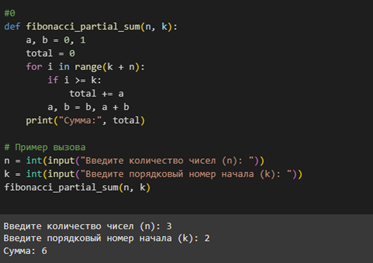 #0
def fibonacci_partial_sum(n, k):
    a, b = 0, 1
    total = 0
    for i in range(k + n):
        if i >= k:
            total += a
        a, b = b, a + b
    print("Сумма:", total)

# Пример вызова
n = int(input("Введите количество чисел (n): "))
k = int(input("Введите порядковый номер начала (k): "))
fibonacci_partial_sum(n, k)

Введите количество чисел (n): 3
Введите порядковый номер начала (k): 2
Сумма: 6